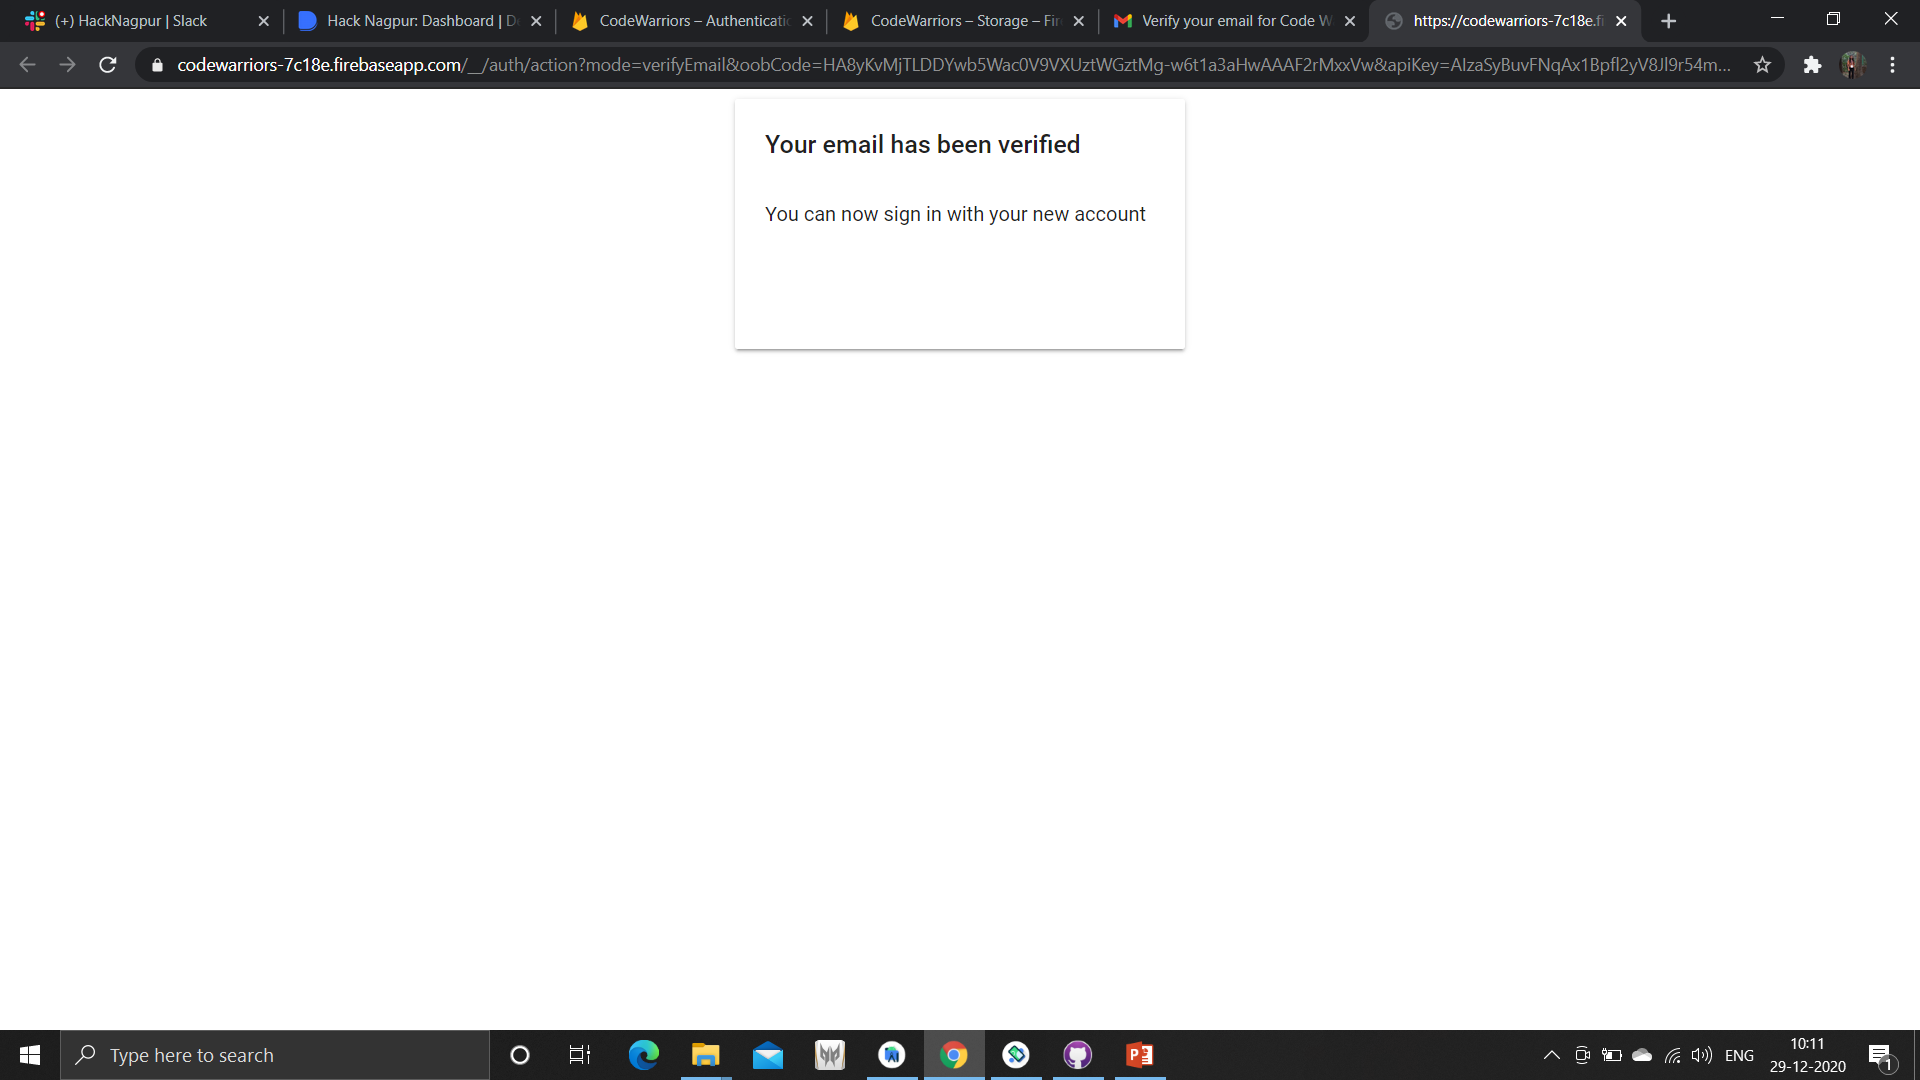 (+) HackNagpur | Slack
Hack Nagpur: Dashboard | D
CodeWarriors – Authenticatio
CodeWarriors – Storage – Fir
Verify your email for Code W
https://codewarriors-7c18e.fi
codewarriors-7c18e.firebaseapp.com/__/auth/action?mode=verifyEmail&oobCode=HA8yKvMjTLDDYwb5Wac0V9VXUztWGztMg-w6t1a3aHwAAAF2rMxxVw&apiKey=AIzaSyBuvFNqAx1Bpfl2yV8Jl9r54m...
Your email has been verified
You can now sign in with your new account
Type here to search
ENG
10:11
29-12-2020
1